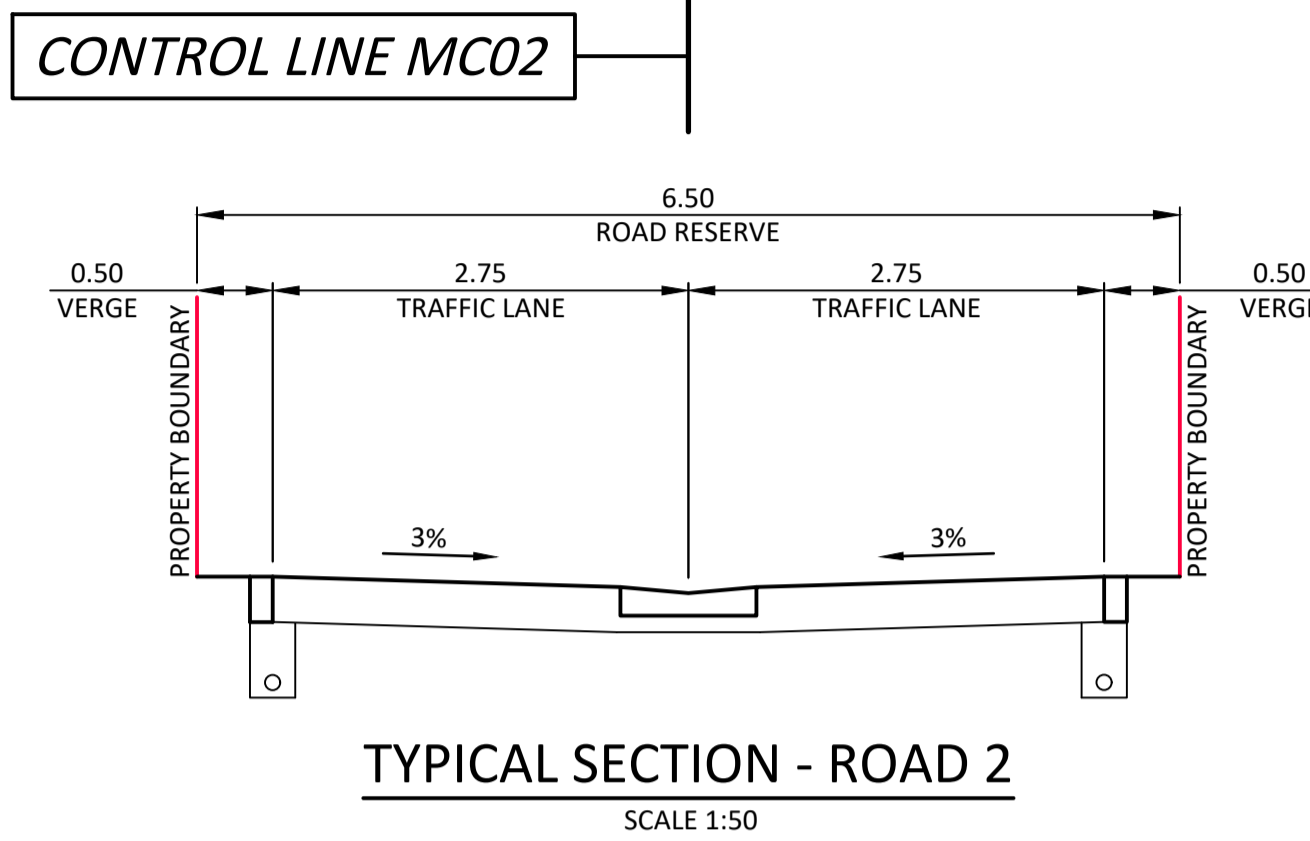 CONTROL LINE MC02
6.50
ROAD RESERVE
0.50
VERGE
2.75
TRAFFIC LANE
2.75
TRAFFIC LANE
0.50
VERGE
PROPERTY BOUNDARY
PROPERTY BOUNDARY
3%
3%
TYPICAL SECTION - ROAD 2
SCALE 1:50